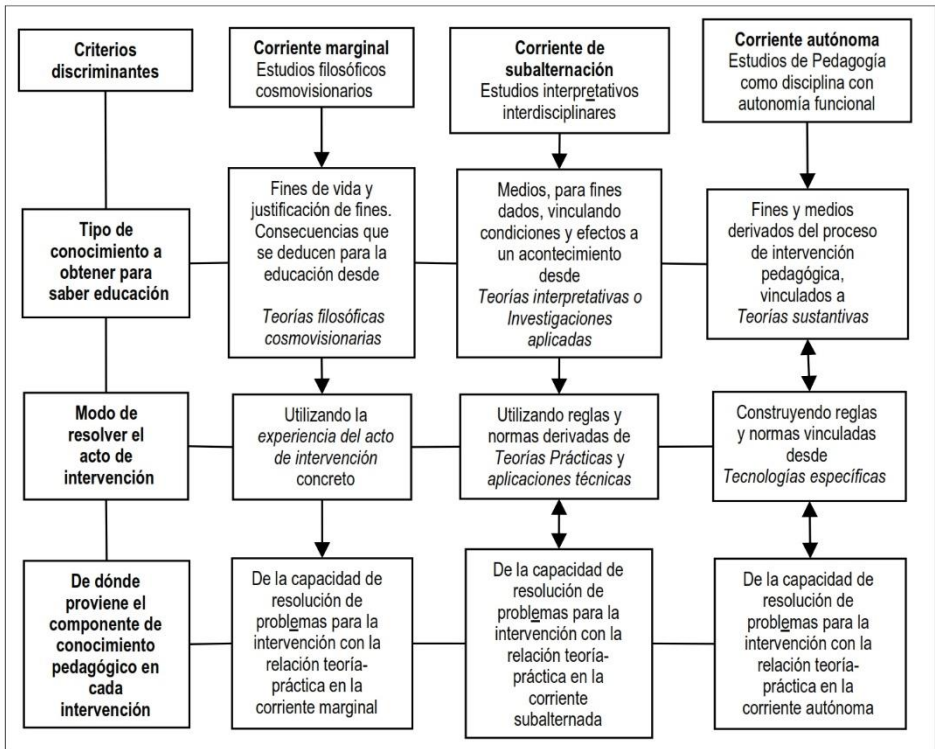 Criterios
discriminantes
Corriente marginal
Estudios filosóficos
cosmovisionarios
Corriente de
subalternación
Estudios interpretativos
interdisciplinares
Corriente autónoma
Estudios de Pedagogía
como disciplina con
autonomía funcional
Tipo de
conocimiento a
obtener para
saber educación
Fines de vida y
justificación de fines.
Consecuencias que
se deducen para la
educación desde
Teorías filosóficas
cosmovisionarias
Medios, para fines
dados, vinculando
condiciones y efectos a
un acontecimiento
desde
Teorías interpretativas o
Investigaciones
aplicadas
Fines y medios
derivados del proceso
de intervención
pedagógica,
vinculados a
Teorías sustantivas
Modo de
resolver el
acto de
intervención
Utilizando la
experiencia del acto
de intervención
concreto
Utilizando reglas y
normas derivadas de
Teorías Prácticas y
aplicaciones técnicas
Construyendo reglas
y normas vinculadas
desde
Tecnologías específicas
De dónde
proviene el
componente de
conocimiento
pedagógico en
cada
intervención
De la capacidad de
resolución de
problemas para la
intervención con la
relación teoría-
práctica en la
corriente marginal
De la capacidad de
resolución de
problemas para la
intervención con la
relación teoría-
práctica en la
corriente
subalternada
De la capacidad de
resolución de
problemas para la
intervención con la
relación teoría-
práctica en la
corriente autónoma